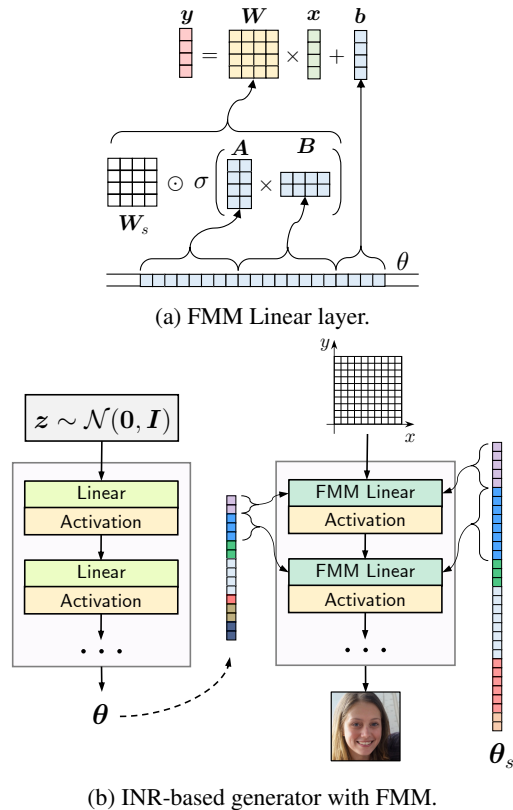 y = W × x + b
W_s ⊙ σ ( A × B )
θ
(a) FMM Linear layer.
y
x
z ∼ N(0, I)
Linear
Activation
Linear
Activation
. . .
θ
FMM Linear
Activation
FMM Linear
Activation
. . .
θ_s
(b) INR-based generator with FMM.